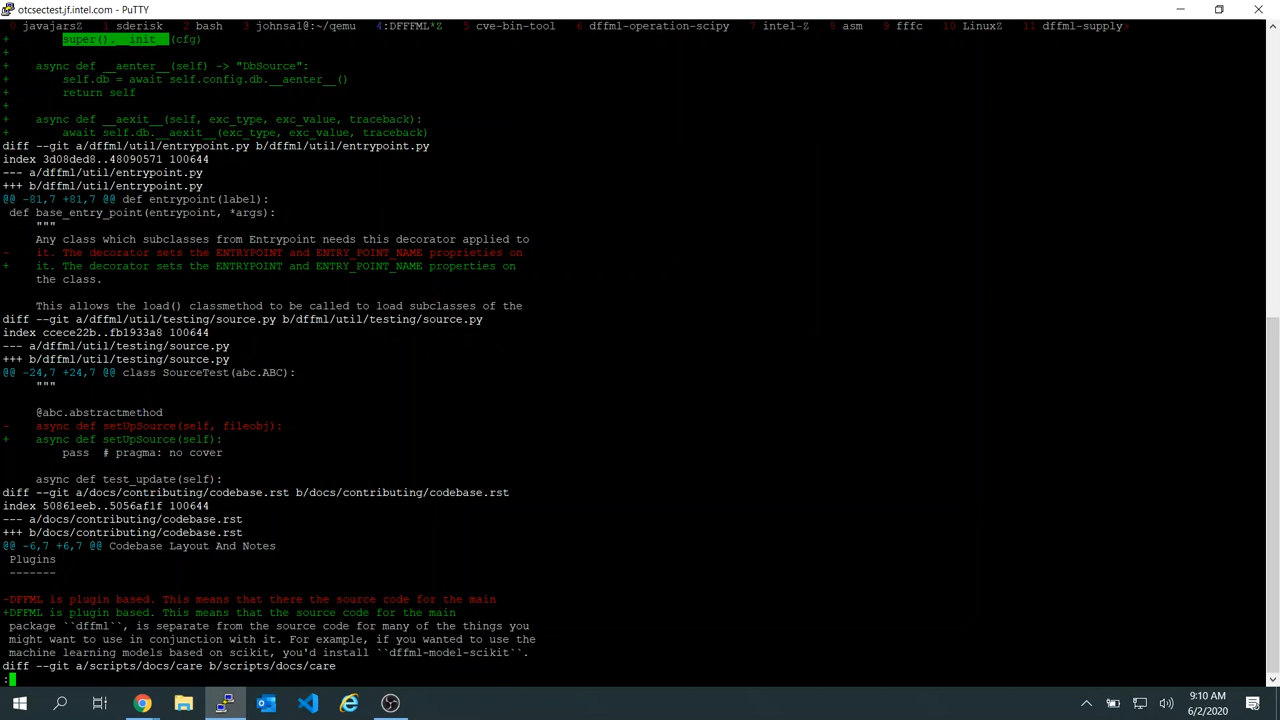 otcsectest.jf.intel.com - PuTTY
0 javajarsZ  1 sderisk  2 bash  3 johnsa1@:~/qemu  4:DFFFML*Z  5 cve-bin-tool  6 dffml-operation-scipy  7 intel-Z  8 asm  9 fffc  10 LinuxZ  11 dffml-supply>
+        super().__init__(cfg)
+
+    async def __aenter__(self) -> "DbSource":
+        self.db = await self.config.db.__aenter__()
+        return self
+
+    async def __aexit__(self, exc_type, exc_value, traceback):
+        await self.db.__aexit__(exc_type, exc_value, traceback)
diff --git a/dffml/util/entrypoint.py b/dffml/util/entrypoint.py
index 3d08ded8..48090571 100644
--- a/dffml/util/entrypoint.py
+++ b/dffml/util/entrypoint.py
@@ -81,7 +81,7 @@ def entrypoint(label):
 def base_entry_point(entrypoint, *args):
     """
     Any class which subclasses from Entrypoint needs this decorator applied to
-    it. The decorator sets the ENTRYPOINT and ENTRY_POINT_NAME proprieties on
+    it. The decorator sets the ENTRYPOINT and ENTRY_POINT_NAME properties on
     the class.
     This allows the load() classmethod to be called to load subclasses of the
diff --git a/dffml/util/testing/source.py b/dffml/util/testing/source.py
index ccece22b..fb1933a8 100644
--- a/dffml/util/testing/source.py
+++ b/dffml/util/testing/source.py
@@ -24,7 +24,7 @@ class SourceTest(abc.ABC):
     """
     @abc.abstractmethod
-    async def setUpSource(self, fileobj):
+    async def setUpSource(self):
         pass  # pragma: no cover
     async def test_update(self):
diff --git a/docs/contributing/codebase.rst b/docs/contributing/codebase.rst
index 50861eeb..5056af1f 100644
--- a/docs/contributing/codebase.rst
+++ b/docs/contributing/codebase.rst
@@ -6,7 +6,7 @@ Codebase Layout And Notes
 Plugins
 -------
-DFFML is plugin based. This means that there the source code for the main
+DFFML is plugin based. This means that the source code for the main
 package ``dffml``, is separate from the source code for many of the things you
 might want to use in conjunction with it. For example, if you wanted to use the
 machine learning models based on scikit, you'd install ``dffml-model-scikit``.
diff --git a/scripts/docs/care b/scripts/docs/care
:
9:10 AM
6/2/2020